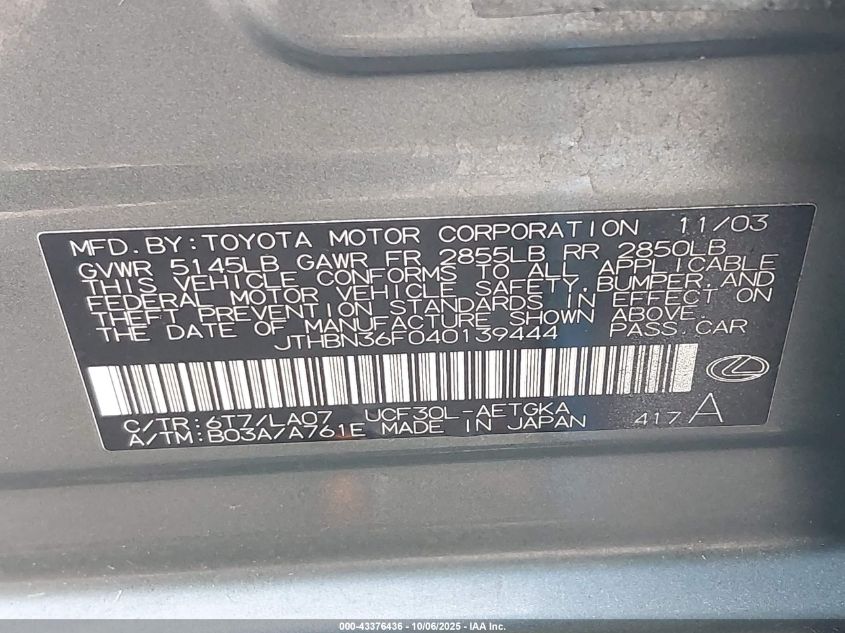 MFD. BY: TOYOTA MOTOR CORPORATION 11/03
GVWR 5145LB GAWR FR 2855LB RR 2850LB
THIS VEHICLE CONFORMS TO ALL APPLICABLE
FEDERAL MOTOR VEHICLE SAFETY, BUMPER, AND
THEFT PREVENTION STANDARDS IN EFFECT ON
THE DATE OF MANUFACTURE SHOWN ABOVE.
JTHBN36F040139444 PASS. CAR
C/TR: 6T7/LA07 UCF30L-AETGKA
A/TM: B03A/A761E MADE IN JAPAN 417 A
000-43376436 - 10/06/2025 - IAA Inc.